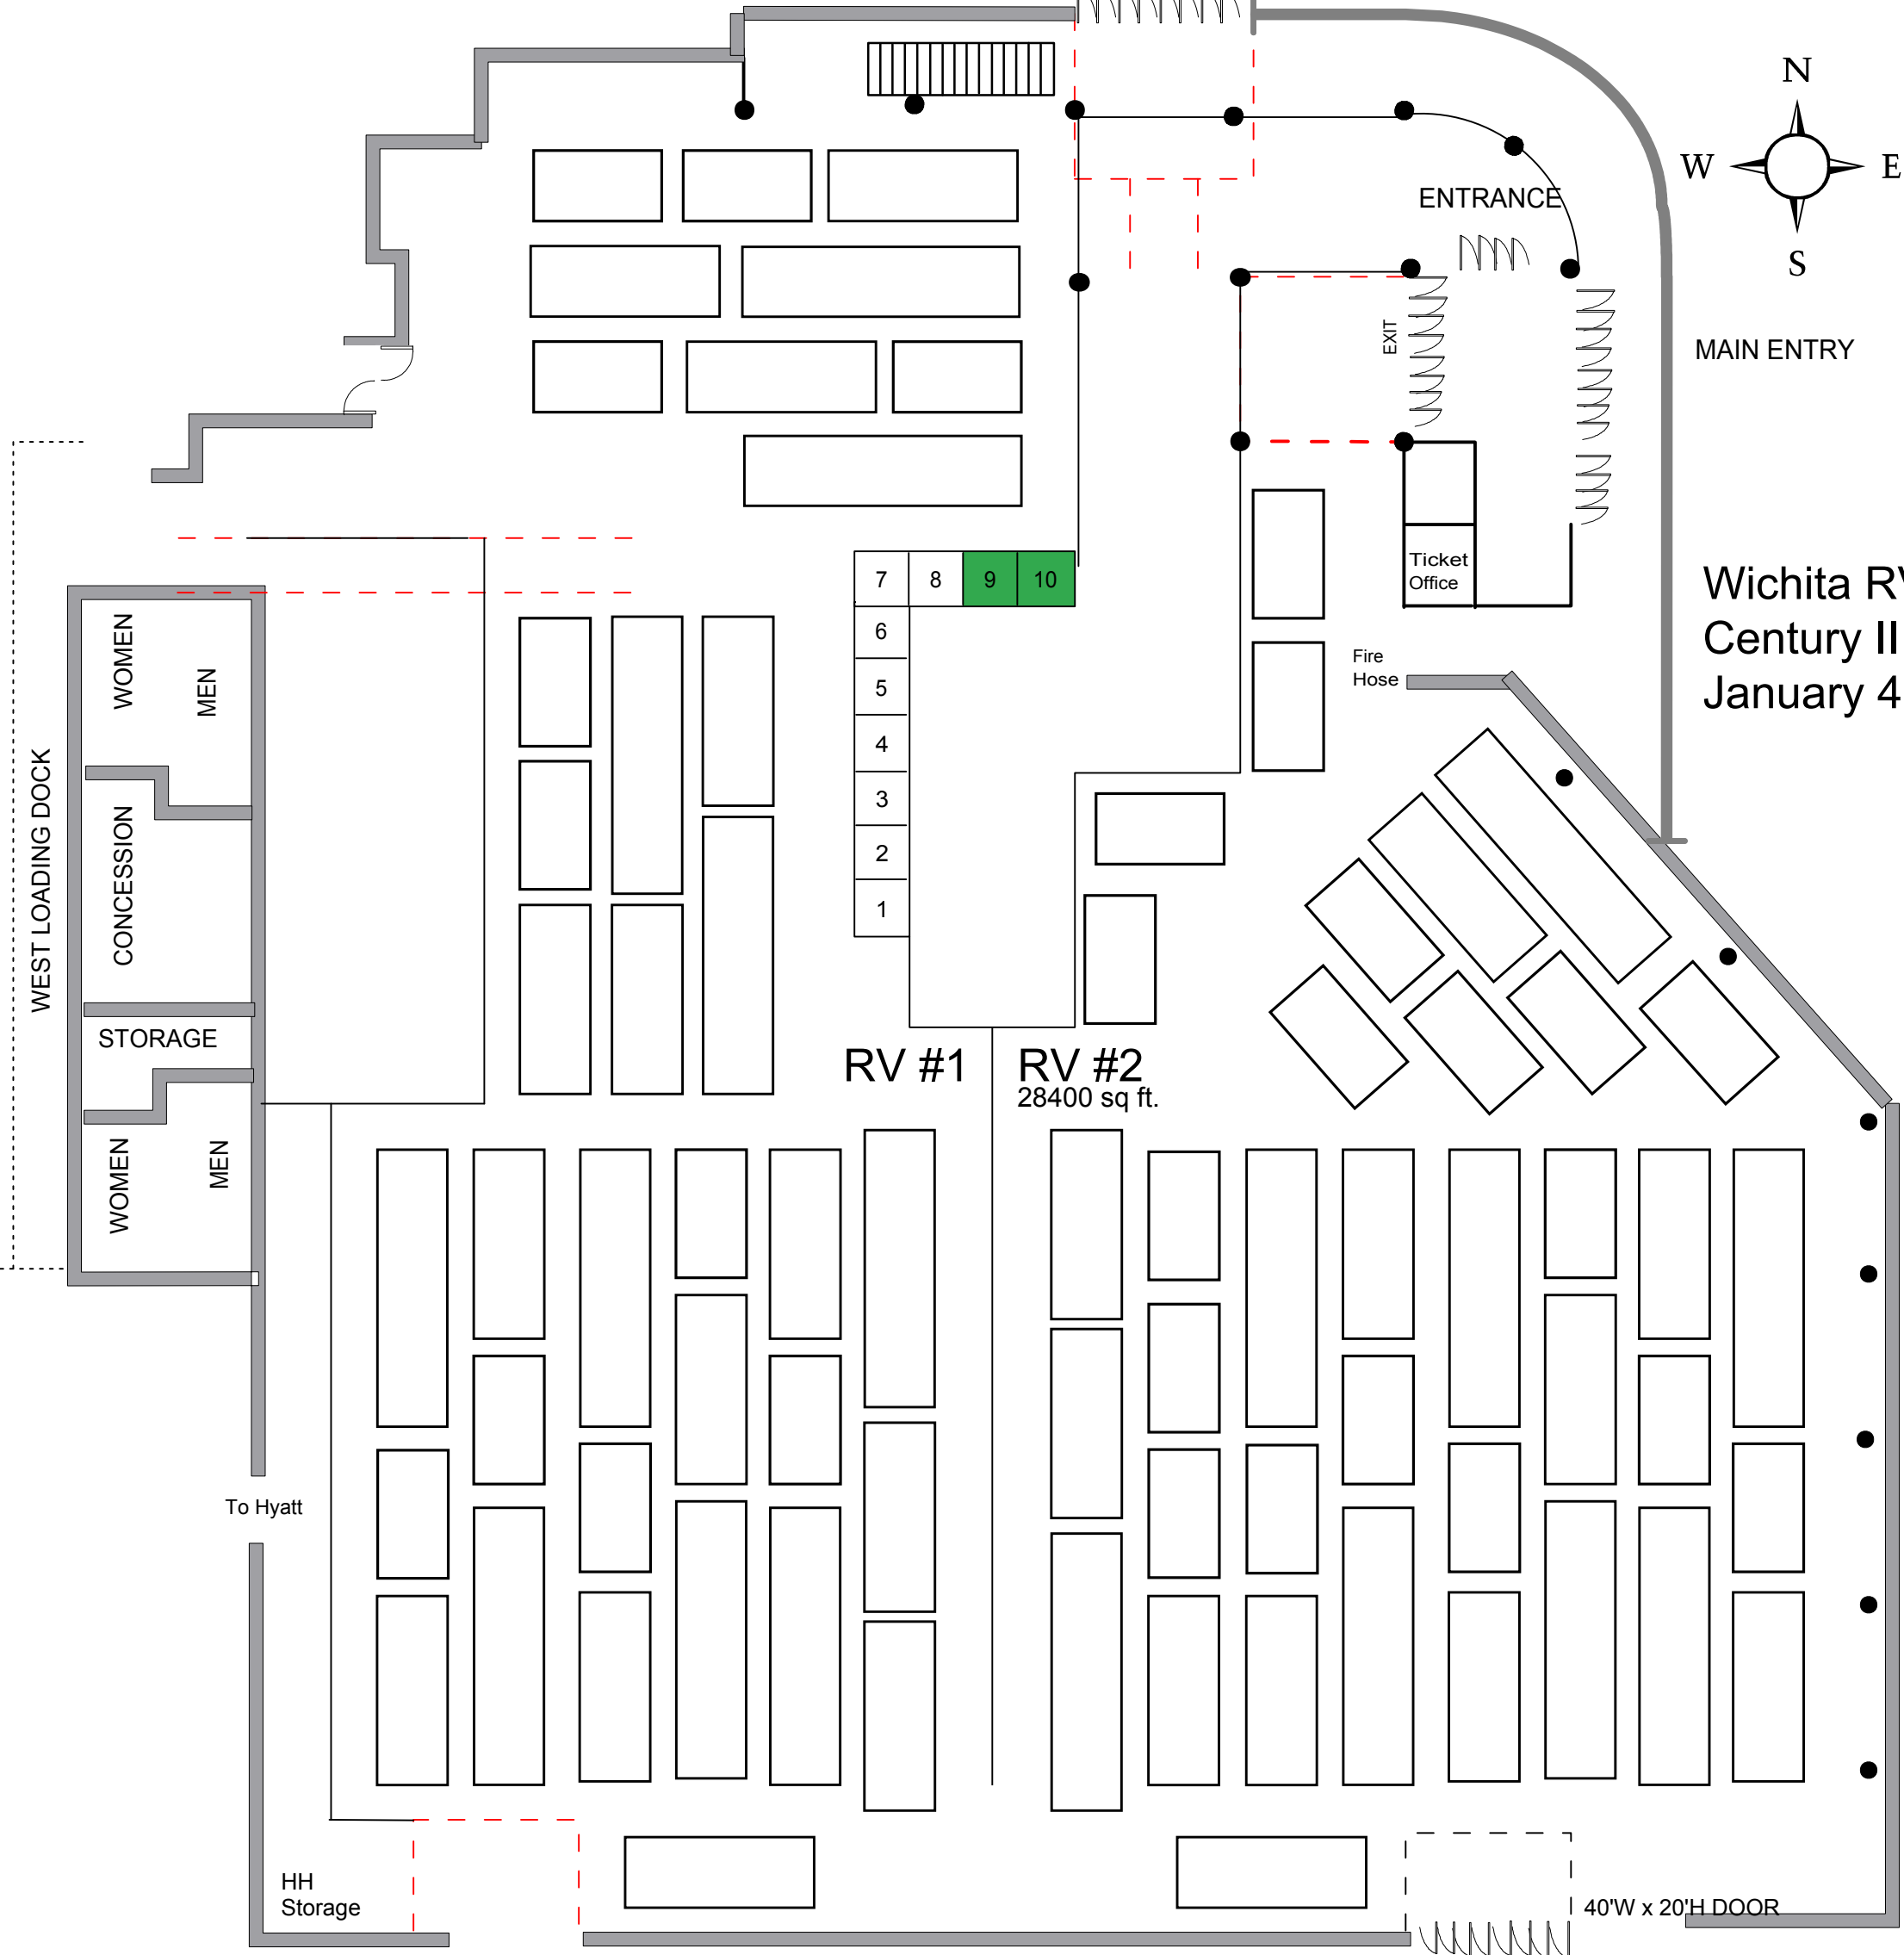 N
W
E
ENTRANCE
S
EXIT
MAIN ENTRY
Ticket
Office
7 8 9 10
6
5
4
3
2
1
Wichita RV
Century II
January 4
Fire
Hose
WOMEN
MEN
WEST LOADING DOCK
CONCESSION
STORAGE
WOMEN
MEN
RV #1
RV #2
28400 sq ft.
To Hyatt
HH
Storage
40'W x 20'H DOOR